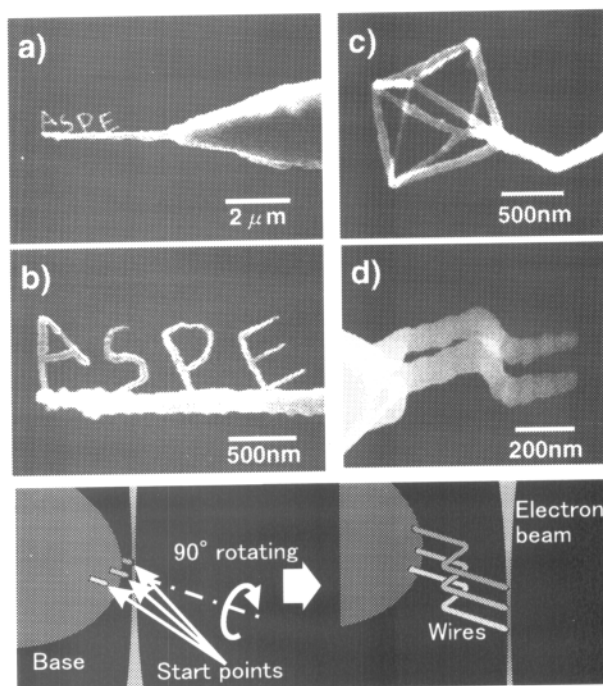 a)
ASPE
2 μm
b)
ASPE
500nm
c)
500nm
d)
200nm
90° rotating
Base
Start points
Electron
beam
Wires